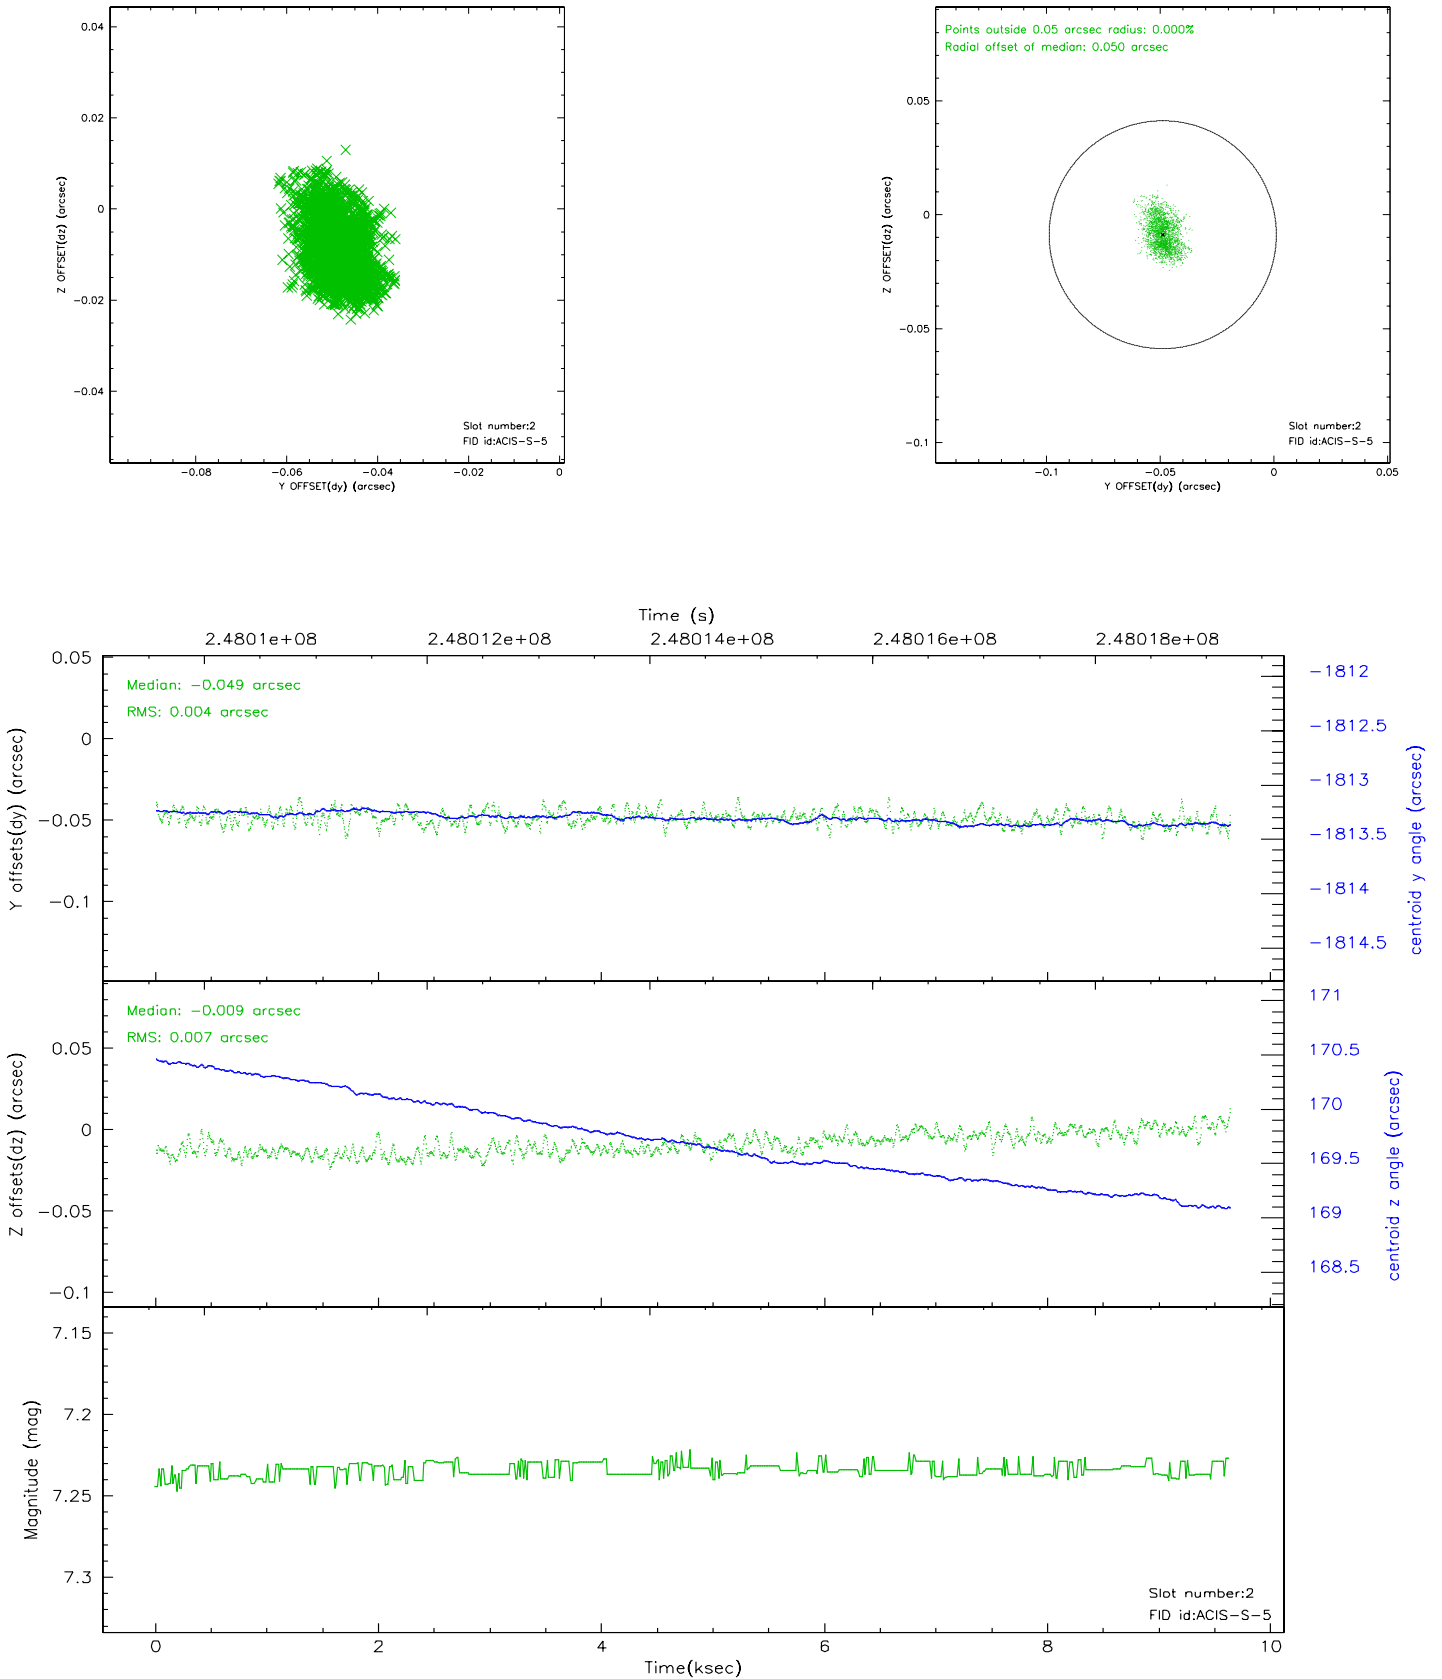 0.04
0.02
0
−0.02
−0.04
Z OFFSET(dz) (arcsec)
Slot number:2
FID id:ACIS−S−5
−0.08 −0.06 −0.04 −0.02 0
Y OFFSET(dy) (arcsec)
Points outside 0.05 arcsec radius: 0.000%
Radial offset of median: 0.050 arcsec
0.05
0
−0.05
−0.1
Z OFFSET(dz) (arcsec)
Slot number:2
FID id:ACIS−S−5
−0.1 −0.05 0 0.05
Y OFFSET(dy) (arcsec)
Time (s)
2.4801e+08 2.48012e+08 2.48014e+08 2.48016e+08 2.48018e+08
Median: −0.049 arcsec
RMS: 0.004 arcsec
0.05
0
−0.05
−0.1
Y offsets(dy) (arcsec)
−1812
−1812.5
−1813
−1813.5
−1814
−1814.5
centroid y angle (arcsec)
Median: −0.009 arcsec
RMS: 0.007 arcsec
0.05
0
−0.05
−0.1
Z offsets(dz) (arcsec)
171
170.5
170
169.5
169
168.5
centroid z angle (arcsec)
7.15
7.2
7.25
7.3
Magnitude (mag)
Slot number:2
FID id:ACIS−S−5
0 2 4 6 8 10
Time(ksec)